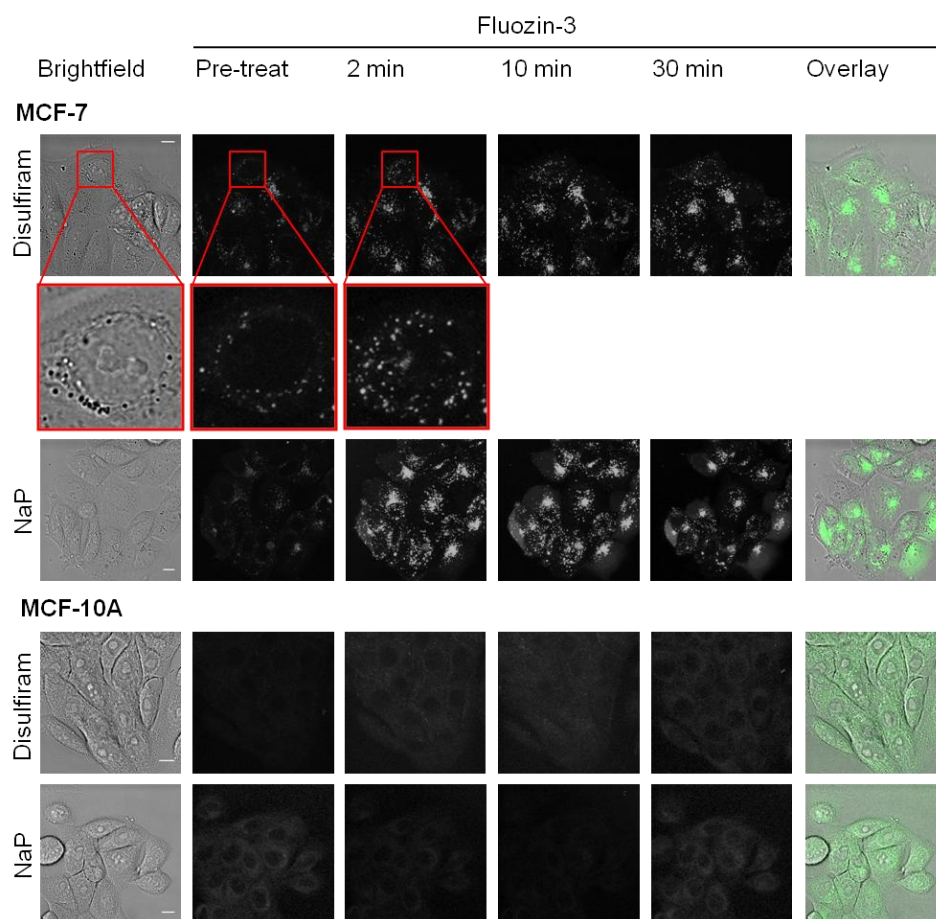 Fluozin-3
Brightfield Pre-treat 2 min 10 min 30 min Overlay
MCF-7
Disulfiram
NaP
MCF-10A
Disulfiram
NaP